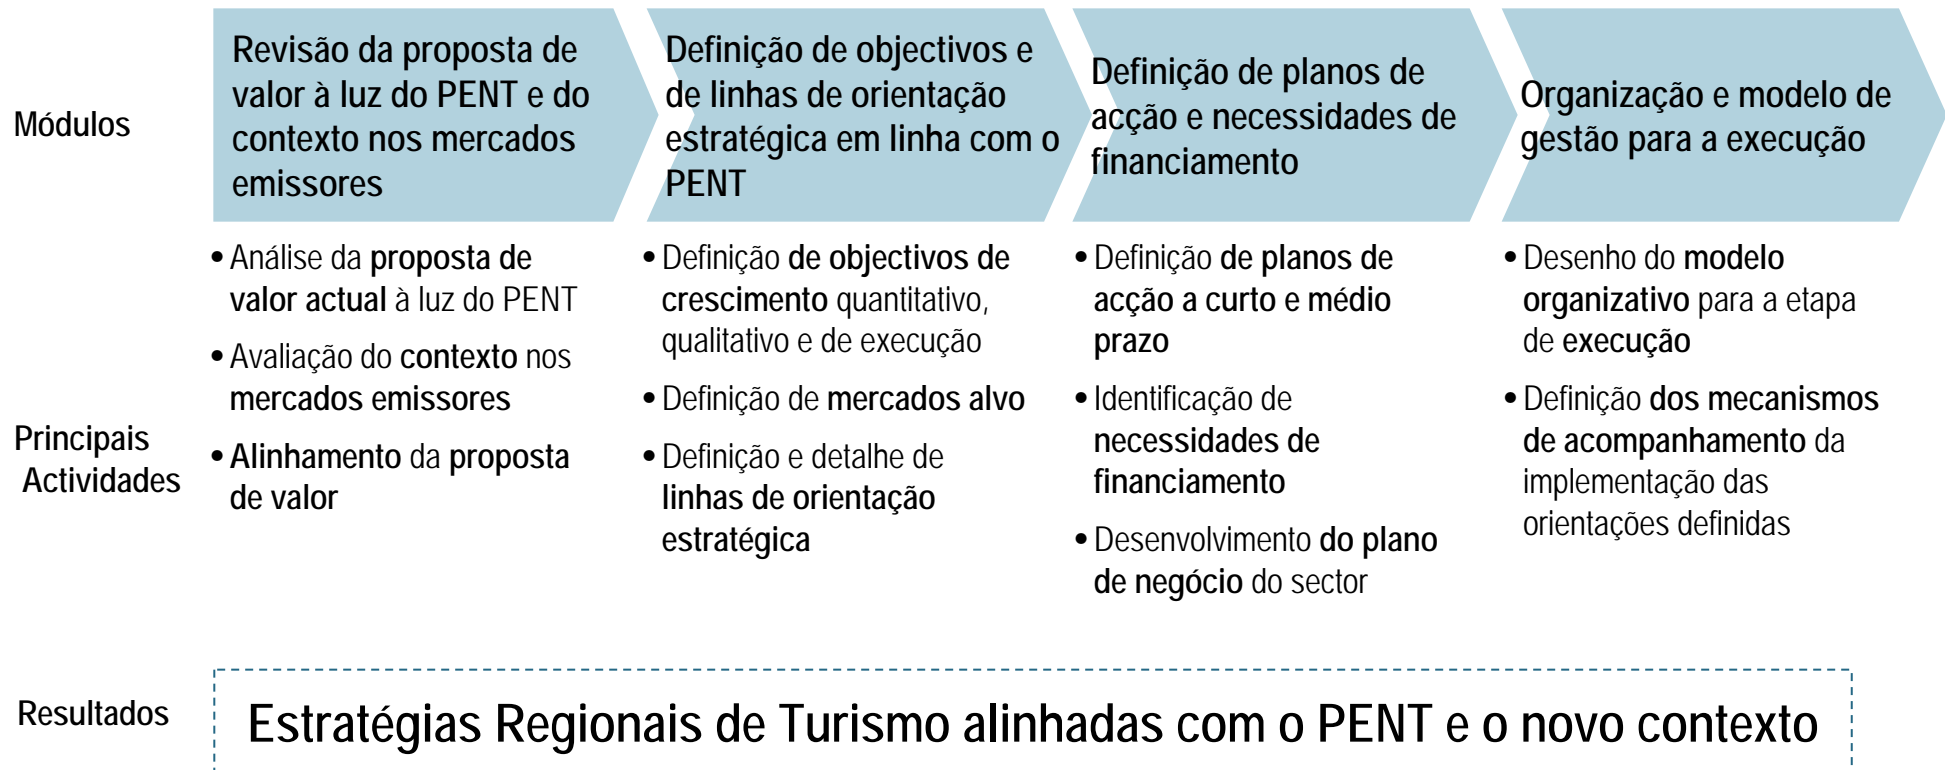 Módulos
Revisão da proposta de
valor à luz do PENT e do
contexto nos mercados
emissores
Definição de objectivos e
de linhas de orientação
estratégica em linha com o
PENT
Definição de planos de
acção e necessidades de
financiamento
Organização e modelo de
gestão para a execução
Principais
Actividades
• Análise da proposta de
valor actual à luz do PENT
• Avaliação do contexto nos
mercados emissores
• Alinhamento da proposta
de valor
• Definição de objectivos de
crescimento quantitativo,
qualitativo e de execução
• Definição de mercados alvo
• Definição e detalhe de
linhas de orientação
estratégica
• Definição de planos de
acção a curto e médio
prazo
• Identificação de
necessidades de
financiamento
• Desenvolvimento do plano
de negócio do sector
• Desenho do modelo
organizativo para a etapa
de execução
• Definição dos mecanismos
de acompanhamento da
implementação das
orientações definidas
Resultados
Estratégias Regionais de Turismo alinhadas com o PENT e o novo contexto